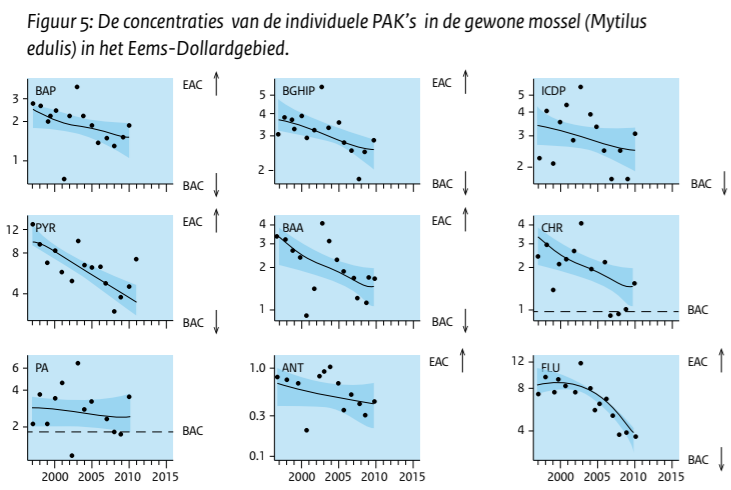 Figuur 5: De concentraties van de individuele PAK's in de gewone mossel (Mytilus
edulis) in het Eems-Dollardgebied.
BAP
3
2
1
EAC
BAC
BGHIP
5
4
3
2
EAC
BAC
ICDP
5
4
3
2
BAC
PYR
12
8
4
EAC
BAC
BAA
4
3
2
1
EAC
BAC
CHR
4
3
2
1
BAC
PA
6
4
2
BAC
2000 2005 2010 2015
ANT
1.0
0.3
0.1
EAC
2000 2005 2010 2015
FLU
12
8
4
EAC
BAC
2000 2005 2010 2015